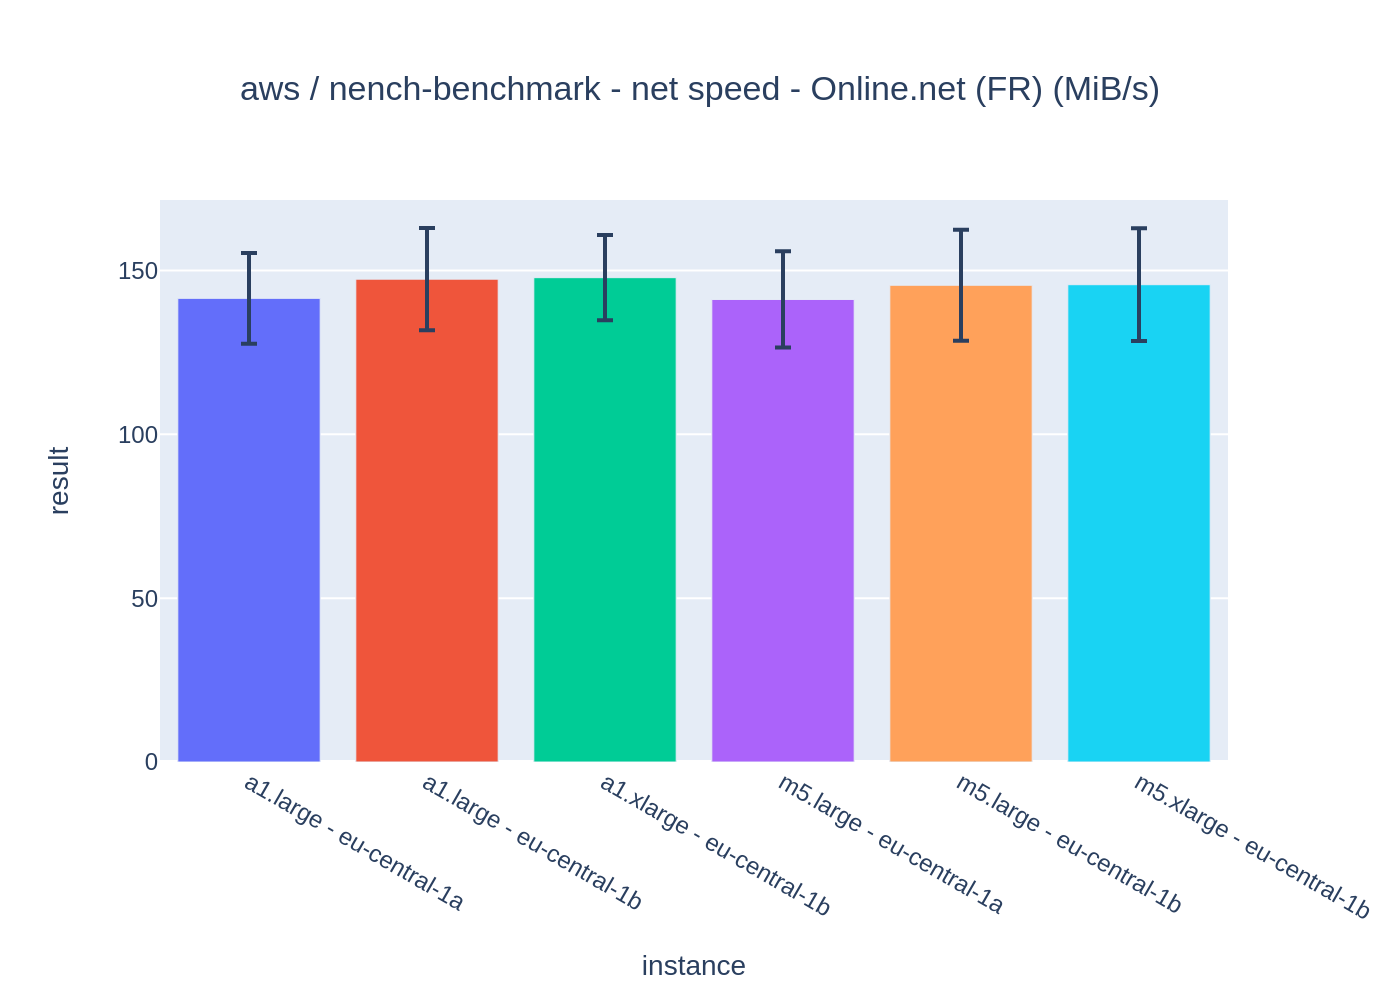 aws / nench-benchmark - net speed - Online.net (FR) (MiB/s)
150
100
50
0
result
a1.large - eu-central-1a
a1.large - eu-central-1b
a1.xlarge - eu-central-1b
m5.large - eu-central-1a
m5.large - eu-central-1b
m5.xlarge - eu-central-1b
instance